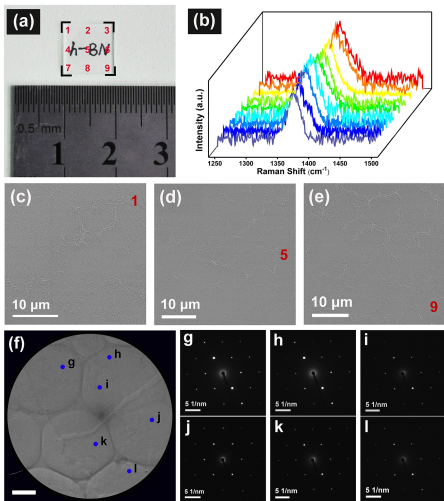 (a)
1 2 3
4 5 6
h-BN
7 8 9
0.5 mm
1 2 3
(b)
Intensity (a.u.)
1250 1300 1350 1400 1450 1500
Raman Shift (cm⁻¹)
(c)
1
10 μm
(d)
5
10 μm
(e)
9
10 μm
(f)
g
h
i
j
k
l
g
5 1/nm
h
5 1/nm
i
5 1/nm
j
5 1/nm
k
5 1/nm
l
5 1/nm